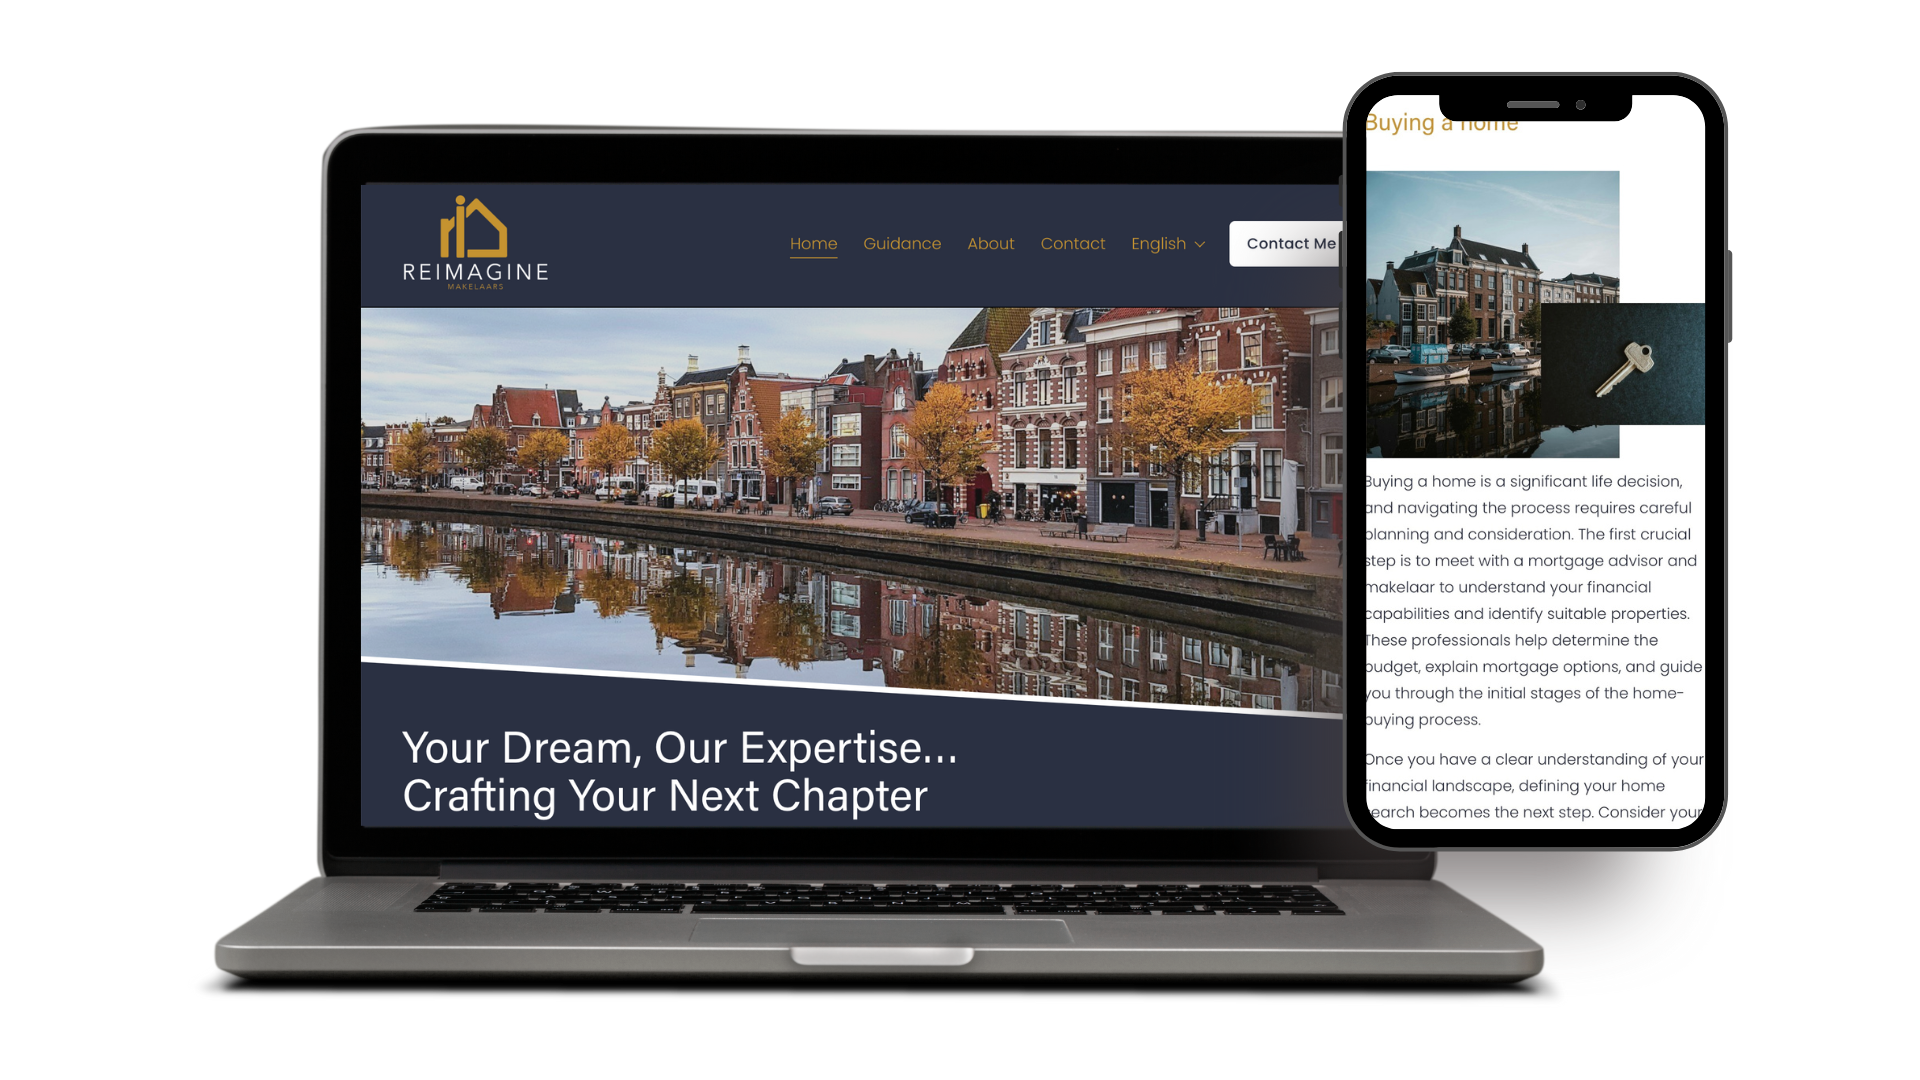 REIMAGINE
MAKELAARS
Home Guidance About Contact English Contact Me
Your Dream, Our Expertise...
Crafting Your Next Chapter
Buying a home
Buying a home is a significant life decision,
and navigating the process requires careful
planning and consideration. The first crucial
step is to meet with a mortgage advisor and
makelaar to understand your financial
capabilities and identify suitable properties.
These professionals help determine the
budget, explain mortgage options, and guide
you through the initial stages of the home-
buying process.
Once you have a clear understanding of your
financial landscape, defining your home
search becomes the next step. Consider your